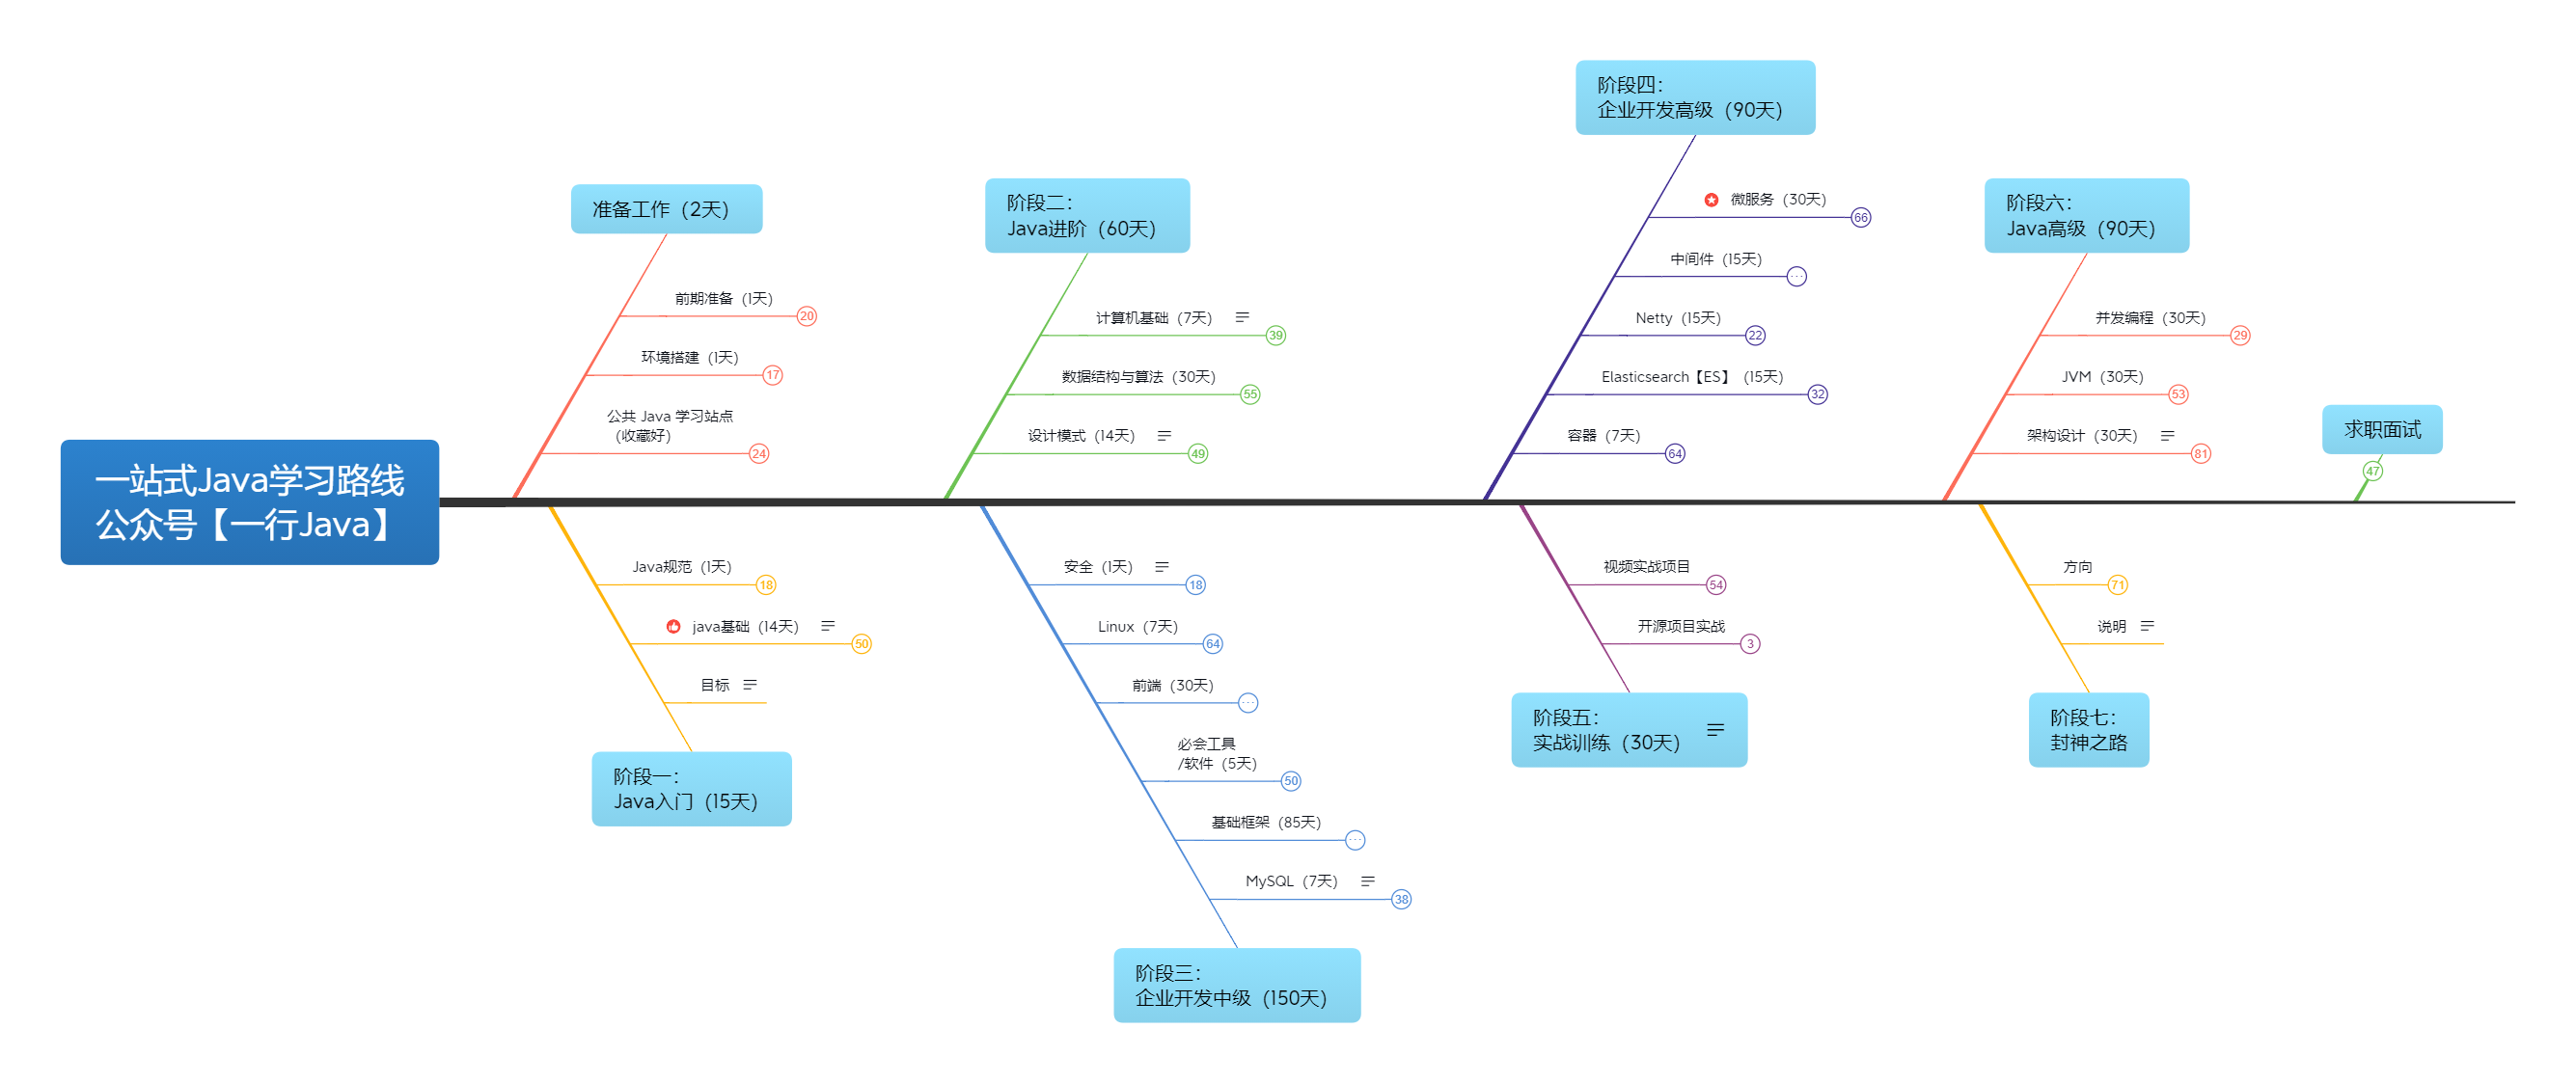 一站式Java学习路线
公众号【一行Java】
准备工作（2天）
前期准备（1天）
20
环境搭建（1天）
17
公共 Java 学习站点
（收藏好）
24
Java规范（1天）
18
java基础（14天）
50
目标
阶段一：
Java入门（15天）
阶段二：
Java进阶（60天）
计算机基础（7天）
39
数据结构与算法（30天）
55
设计模式（14天）
49
安全（1天）
18
Linux（7天）
64
前端（30天）
...
必会工具
/软件（5天）
50
基础框架（85天）
...
MySQL（7天）
38
阶段三：
企业开发中级（150天）
阶段四：
企业开发高级（90天）
微服务（30天）
66
中间件（15天）
...
Netty（15天）
22
Elasticsearch【ES】（15天）
32
容器（7天）
64
视频实战项目
54
开源项目实战
3
阶段五：
实战训练（30天）
阶段六：
Java高级（90天）
并发编程（30天）
29
JVM（30天）
53
架构设计（30天）
81
方向
71
说明
阶段七：
封神之路
求职面试
47